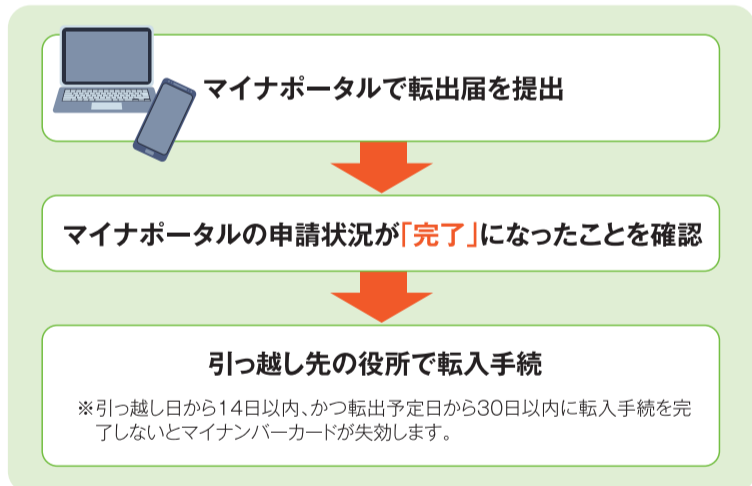 マイナポータルで転出届を提出
マイナポータルの申請状況が「完了」になったことを確認
引っ越し先の役所で転入手続
※引っ越し日から14日以内、かつ転出予定日から30日以内に転入手続を完
了しないとマイナンバーカードが失効します。